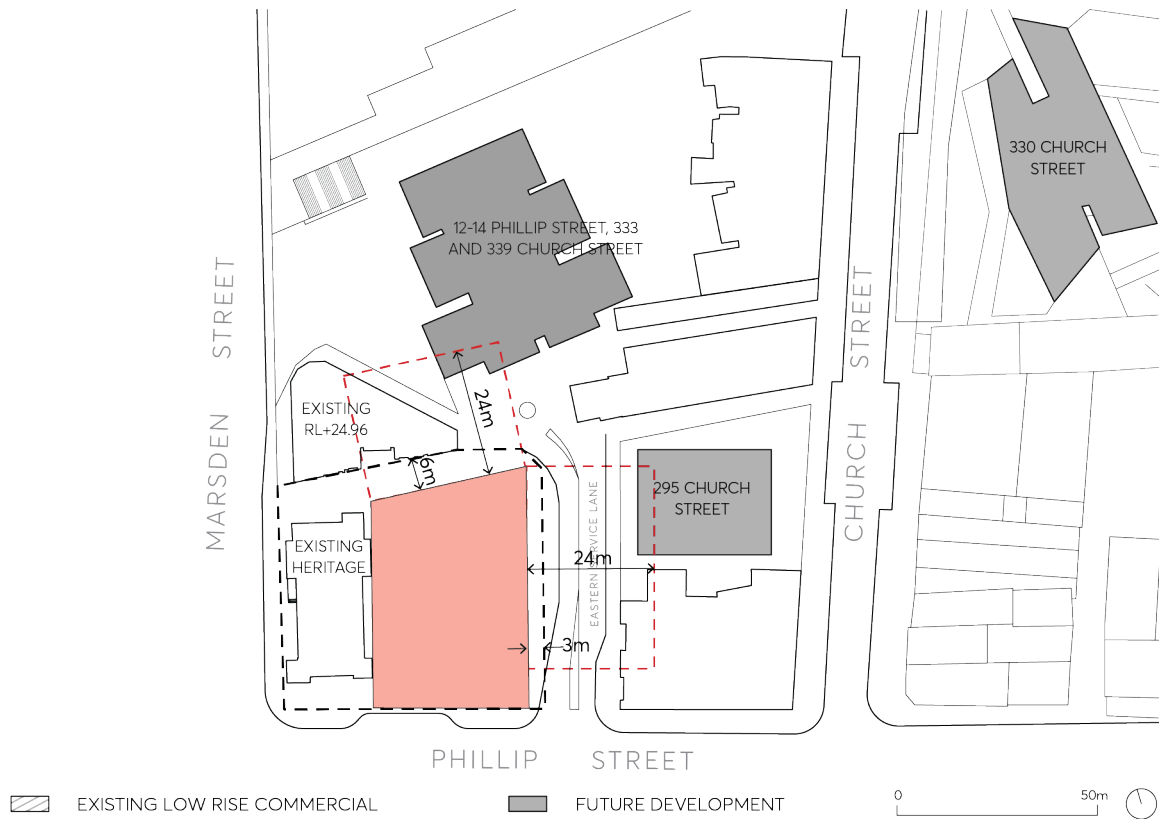 330 CHURCH
STREET
12-14 PHILLIP STREET, 333
AND 339 CHURCH STREET
MARSDEN STREET
CHURCH STREET
EXISTING
RL+24.96
24m
6m
295 CHURCH
STREET
EASTERN SERVICE LANE
EXISTING
HERITAGE
24m
3m
PHILLIP STREET
EXISTING LOW RISE COMMERCIAL
FUTURE DEVELOPMENT
0 50m